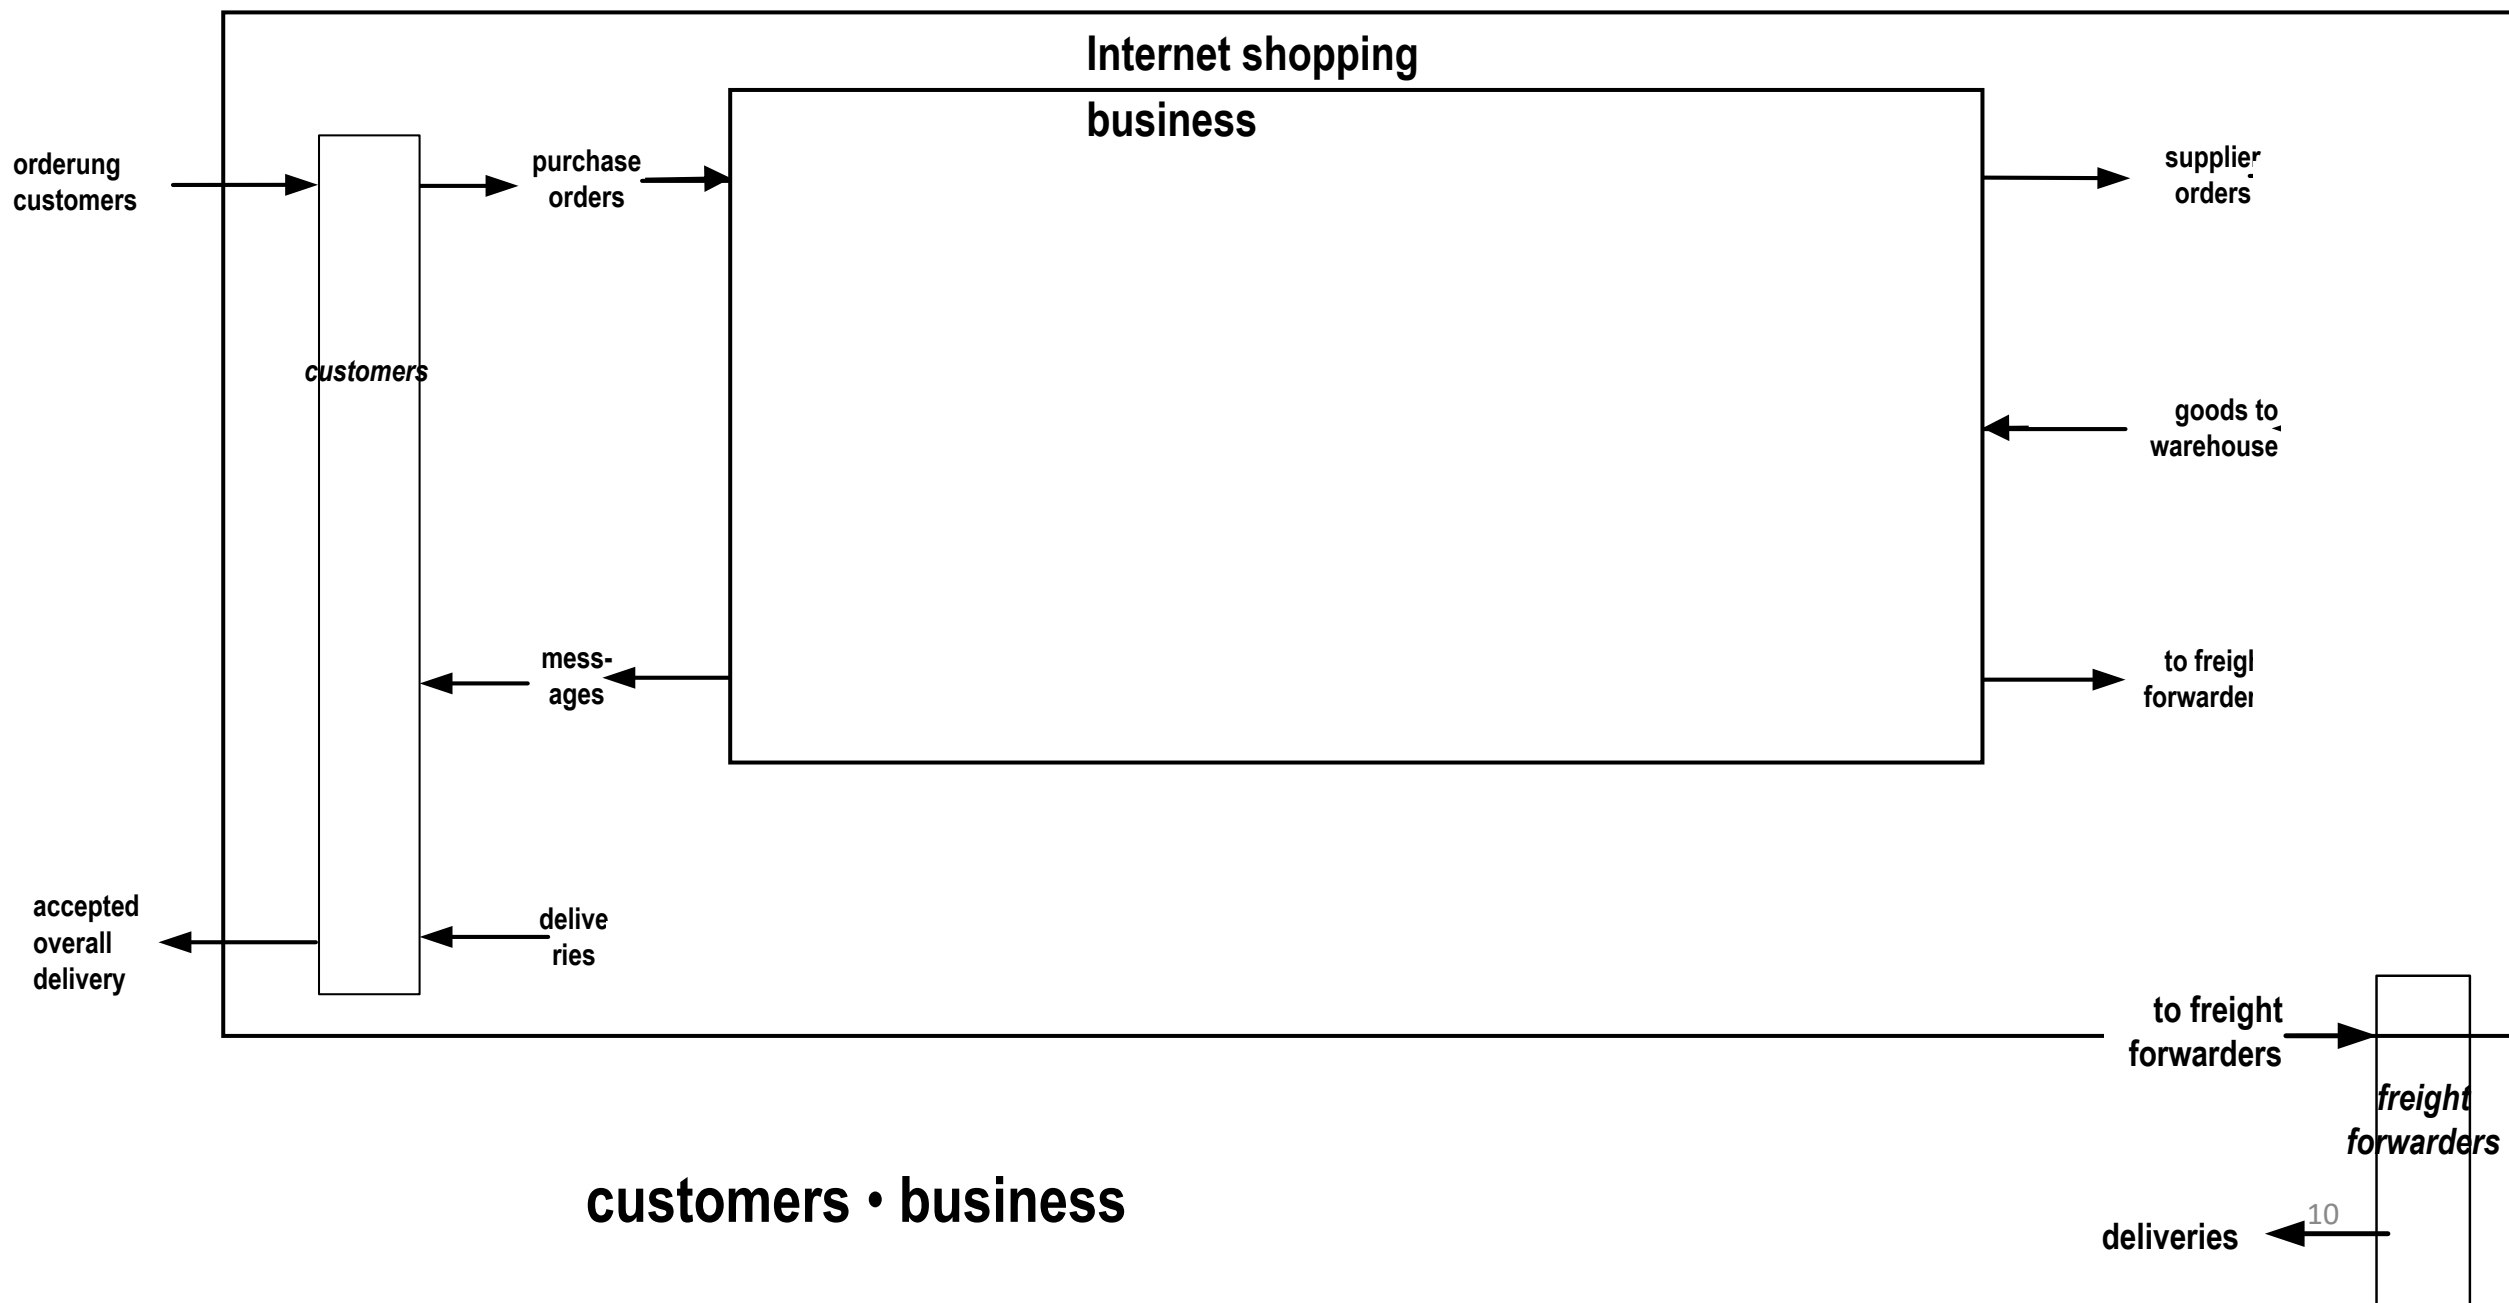 Internet shopping
business
orderung
customers
purchase
orders
supplier
orders
customers
goods to
warehouse
mess-
ages
to freigl
forwarder
accepted
overall
delivery
delive
ries
to freight
forwarders
freight
forwarders
customers • business
10
deliveries